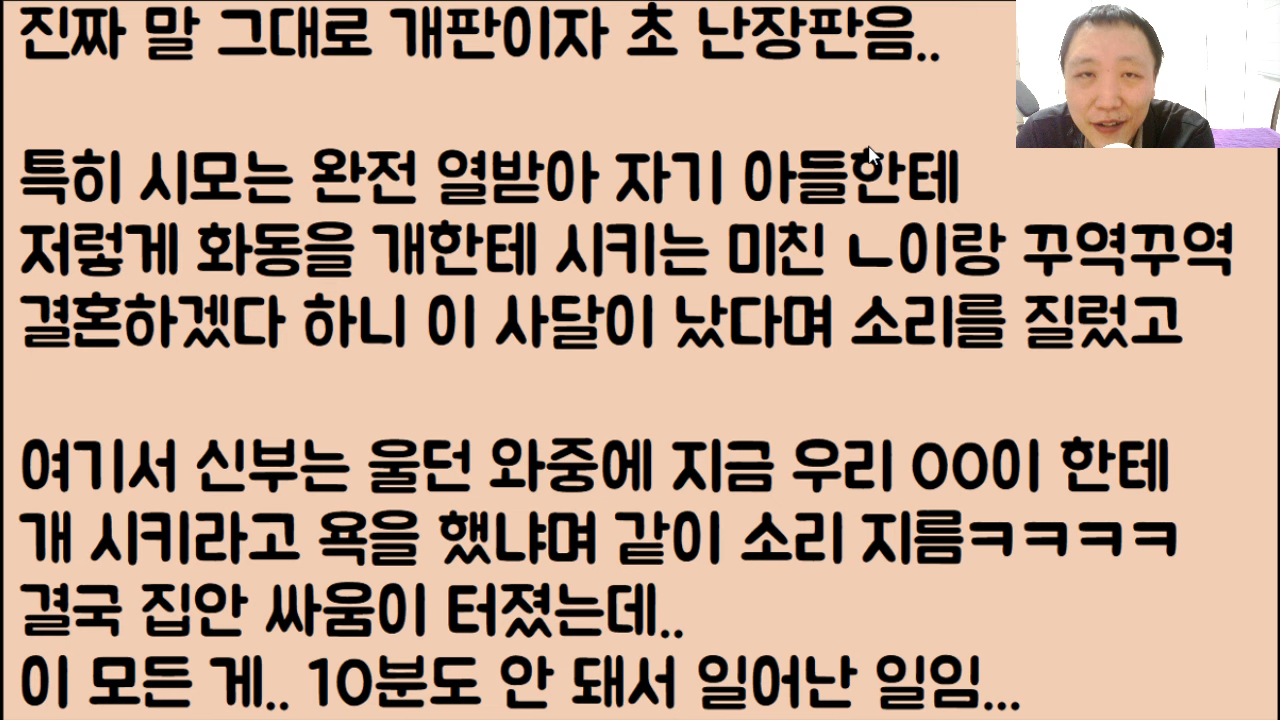 진짜 말 그대로 개판이자 초 난장판음..
특히 시모는 완전 열받아 자기 아들한테
저렇게 화동을 개한테 시키는 미친 ㄴ이랑 꾸역꾸역
결혼하겠다 하니 이 사달이 났다며 소리를 질렀고
여기서 신부는 울던 와중에 지금 우리 OO이 한테
개 시키라고 욕을 했냐며 같이 소리 지름ㅋㅋㅋㅋ
결국 집안 싸움이 터졌는데..
이 모든 게.. 10분도 안 돼서 일어난 일임...